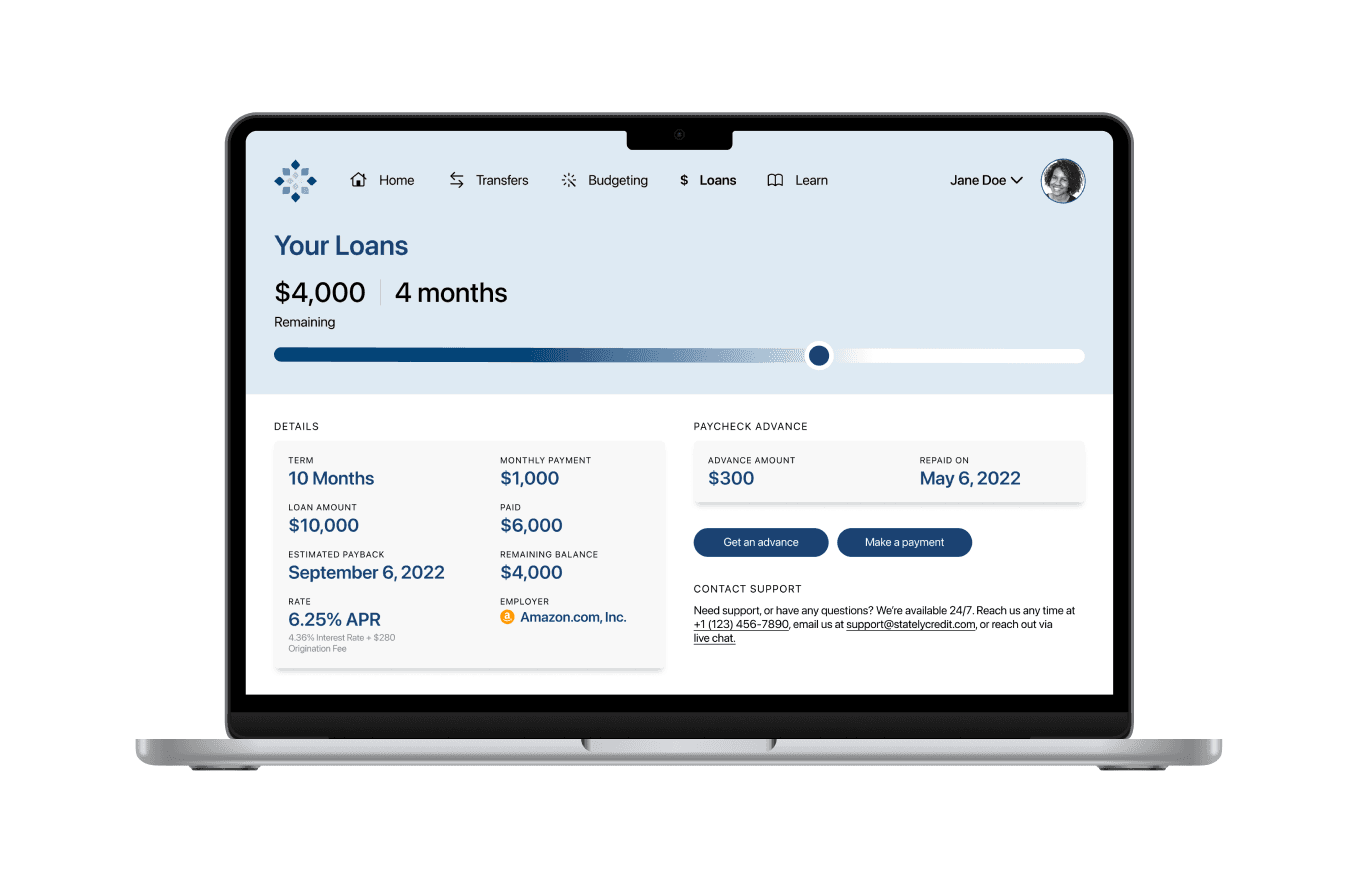 Home
Transfers
Budgeting
$ Loans
Learn
Jane Doe
Your Loans
$4,000
4 months
Remaining
DETAILS
TERM
10 Months
MONTHLY PAYMENT
$1,000
LOAN AMOUNT
$10,000
PAID
$6,000
ESTIMATED PAYBACK
September 6, 2022
REMAINING BALANCE
$4,000
RATE
6.25% APR
4.36% Interest Rate + $280
Origination Fee
EMPLOYER
a Amazon.com, Inc.
PAYCHECK ADVANCE
ADVANCE AMOUNT
$300
REPAID ON
May 6, 2022
Get an advance
Make a payment
CONTACT SUPPORT
Need support, or have any questions? We're available 24/7. Reach us any time at
+1 (123) 456-7890, email us at support@statelycredit.com, or reach out via
live chat.